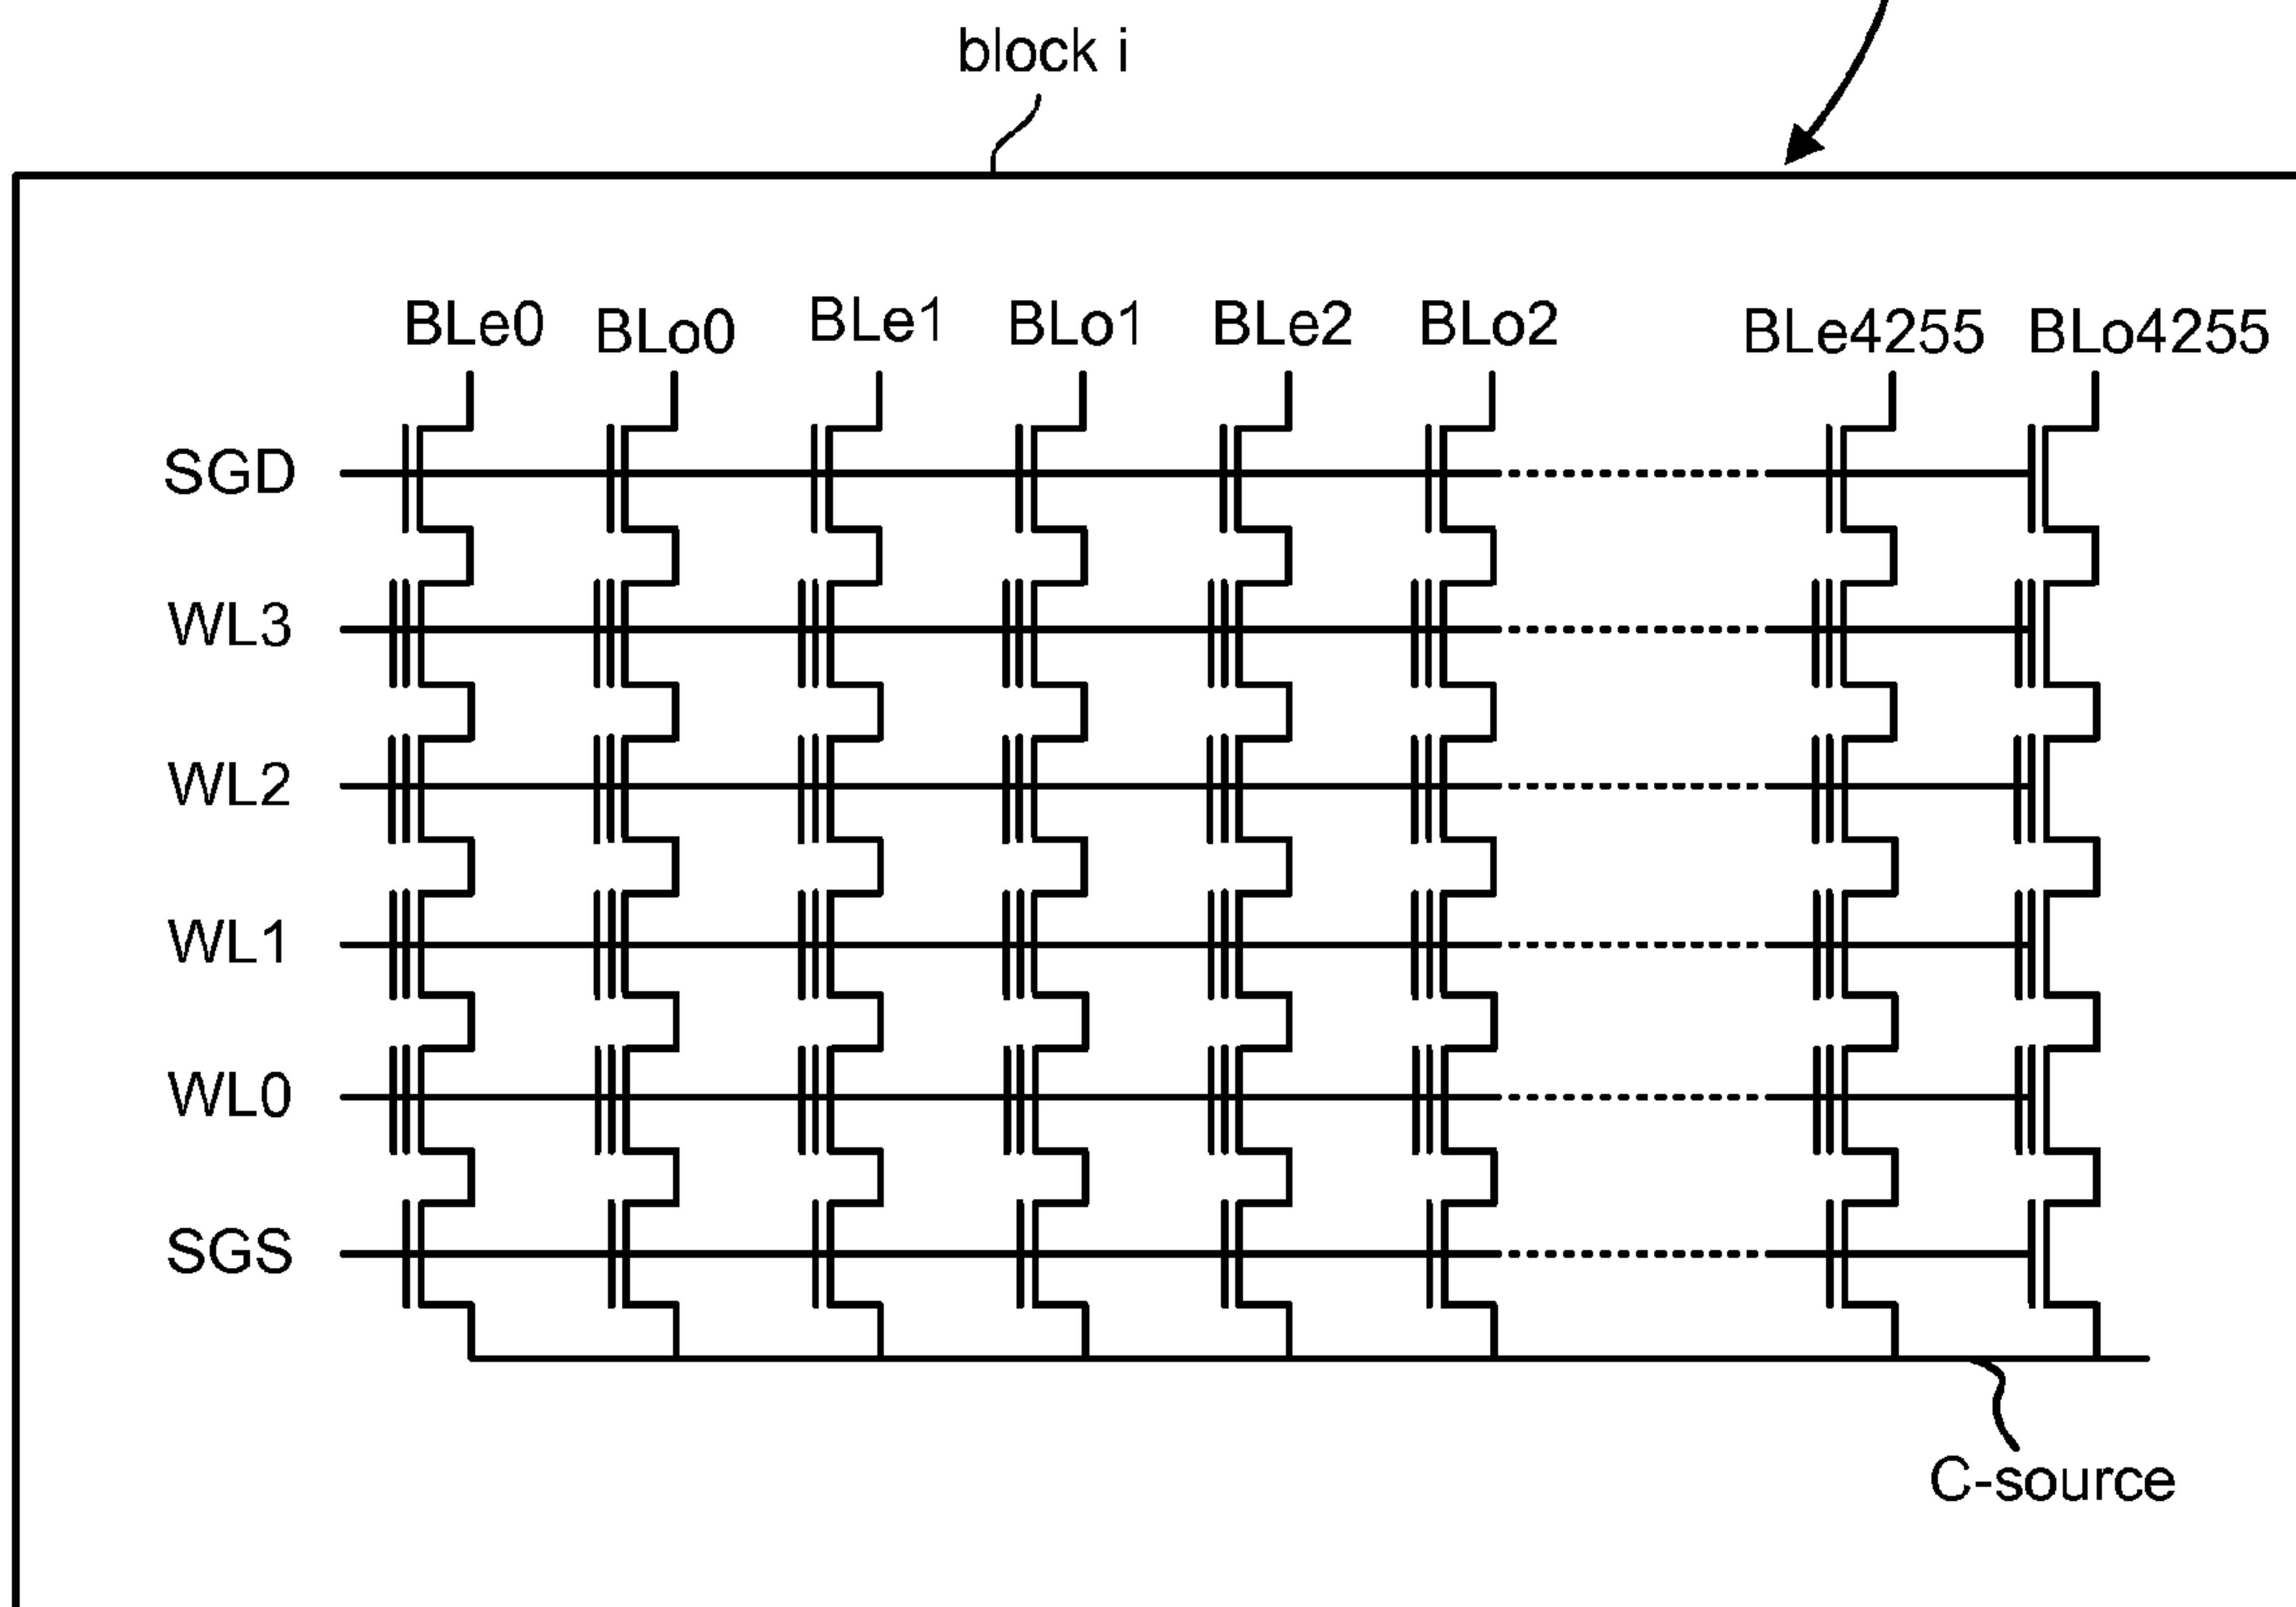 block i
BLe0 BLo0 BLe1 BLo1 BLe2 BLo2 BLe4255 BLo4255
SGD
WL3
WL2
WL1
WL0
SGS
C-source